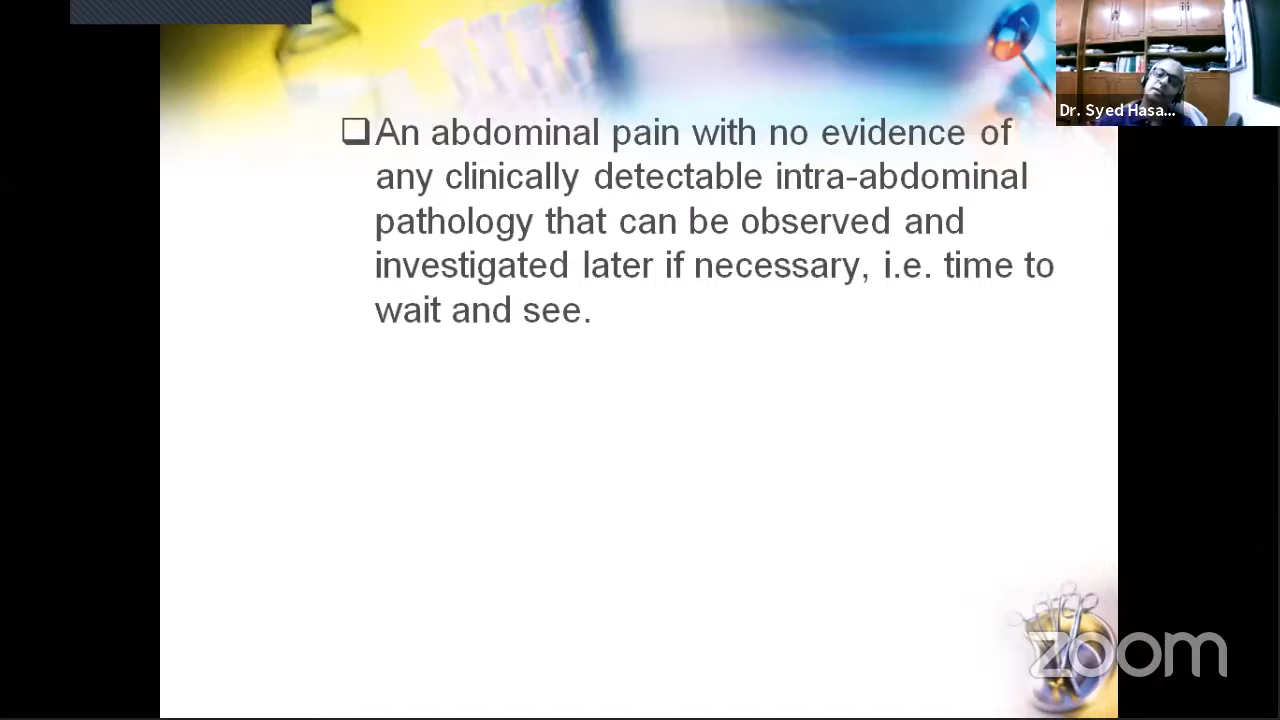 Dr. Syed Hasa...
❑An abdominal pain with no evidence of
any clinically detectable intra-abdominal
pathology that can be observed and
investigated later if necessary, i.e. time to
wait and see.
zoom